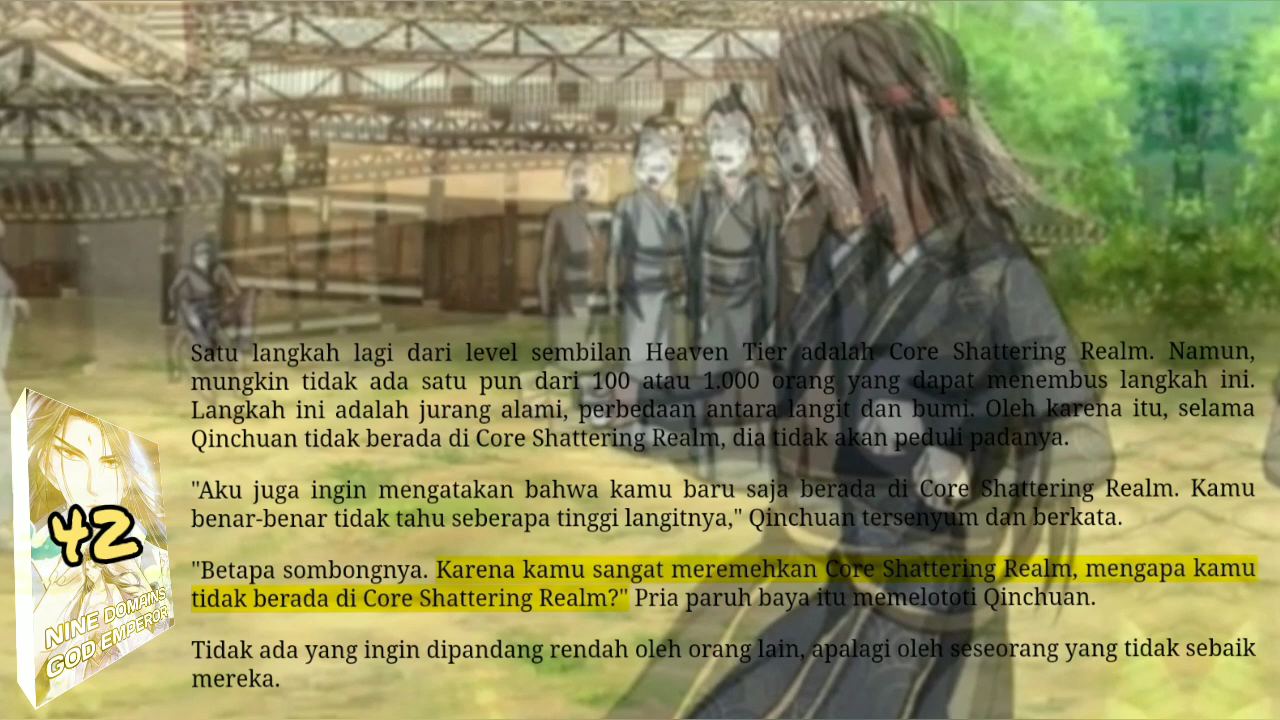 Satu langkah lagi dari level sembilan Heaven Tier adalah Core Shattering Realm. Namun,
mungkin tidak ada satu pun dari 100 atau 1.000 orang yang dapat menembus langkah ini.
Langkah ini adalah jurang alami, perbedaan antara langit dan bumi. Oleh karena itu, selama
Qinchuan tidak berada di Core Shattering Realm, dia tidak akan peduli padanya.
"Aku juga ingin mengatakan bahwa kamu baru saja berada di Core Shattering Realm. Kamu
benar-benar tidak tahu seberapa tinggi langitnya," Qinchuan tersenyum dan berkata.
"Betapa sombongnya. Karena kamu sangat meremehkan Core Shattering Realm, mengapa kamu
tidak berada di Core Shattering Realm?" Pria paruh baya itu memelototi Qinchuan.
Tidak ada yang ingin dipandang rendah oleh orang lain, apalagi oleh seseorang yang tidak sebaik
mereka.
42
NINE DOMAINS
GOD EMPEROR